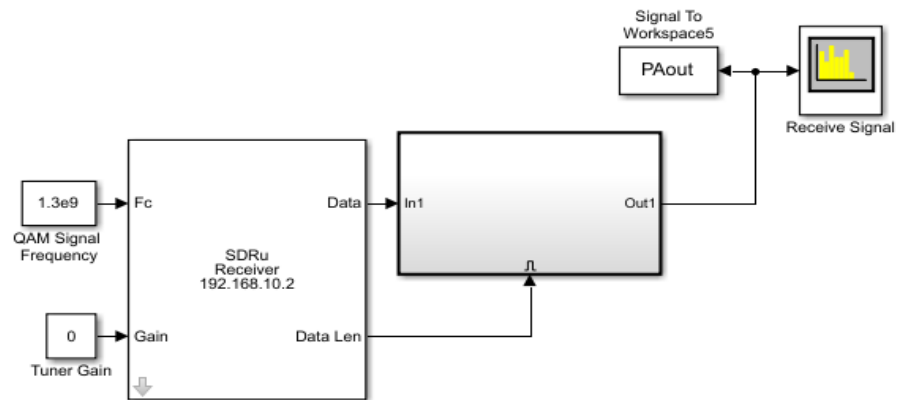 Signal To
Workspace5
PAout
Receive Signal
1.3e9
QAM Signal
Frequency
Fc
Data
SDRu
Receiver
192.168.10.2
In1
Out1
0
Tuner Gain
Gain
Data Len